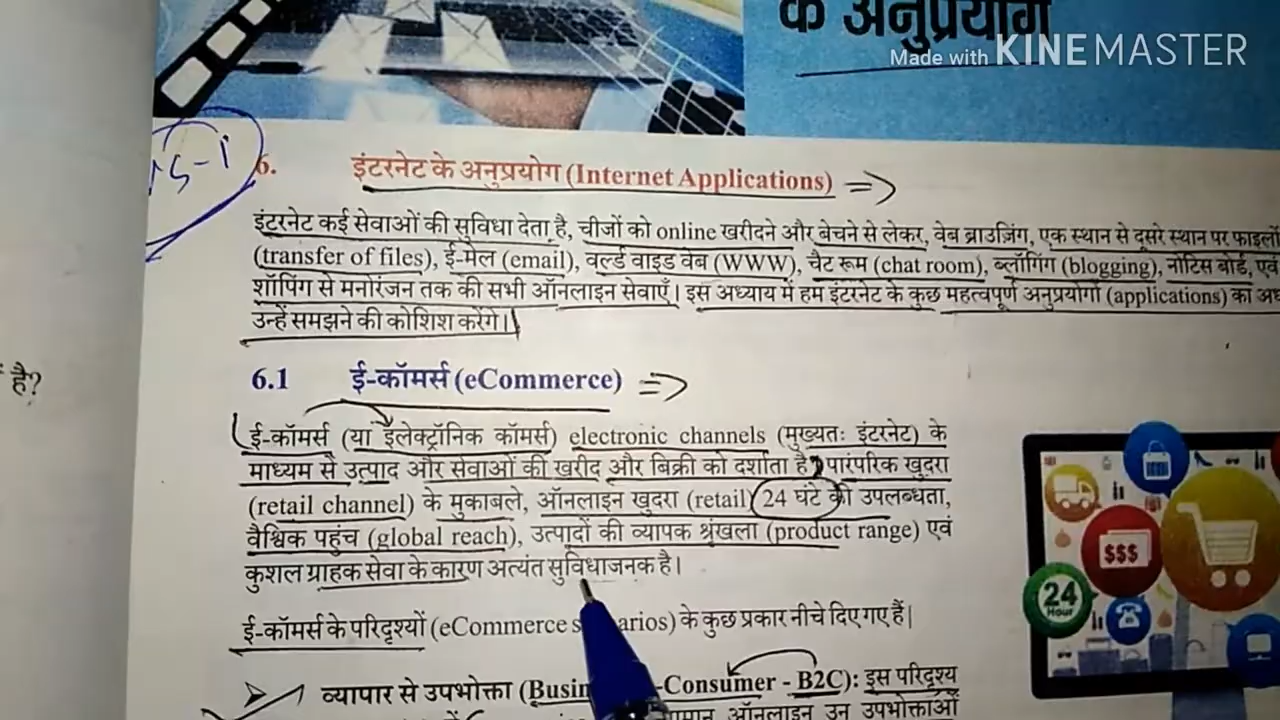 के अनुप्रयोग
Made with KINEMASTER
6. इंटरनेट के अनुप्रयोग (Internet Applications)
इंटरनेट कई सेवाओं की सुविधा देता है, चीजों को online खरीदने और बेचने से लेकर, वेब ब्राउज़िंग, एक स्थान से दूसरे स्थान पर फाइलों
(transfer of files), ई-मेल (email), वर्ल्ड वाइड वेब (WWW), चैट रूम (chat room), ब्लॉगिंग (blogging), नोटिस बोर्ड, एवं
शॉपिंग से मनोरंजन तक की सभी ऑनलाइन सेवाएँ। इस अध्याय में हम इंटरनेट के कुछ महत्वपूर्ण अनुप्रयोगों (applications) का
उन्हें समझने की कोशिश करेंगे।
है?
6.1 ई-कॉमर्स (eCommerce)
ई-कॉमर्स (या इलेक्ट्रॉनिक कॉमर्स) electronic channels (मुख्यतः इंटरनेट) के
माध्यम से उत्पाद और सेवाओं की खरीद और बिक्री को दर्शाता है। पारंपरिक खुदरा
(retail channel) के मुकाबले, ऑनलाइन खुदरा (retail) 24 घंटे की उपलब्धता,
वैश्विक पहुंच (global reach), उत्पादों की व्यापक श्रृंखला (product range) एवं
कुशल ग्राहक सेवा के कारण अत्यंत सुविधाजनक है।
$$$
24
Hour
ई-कॉमर्स के परिदृश्यों (eCommerce के कुछ प्रकार नीचे दिए गए हैं|
व्यापार से उपभोक्ता -Consumer - B2C): इस परिदृश्य
ऑनलाइन उन उपभोक्ताओं